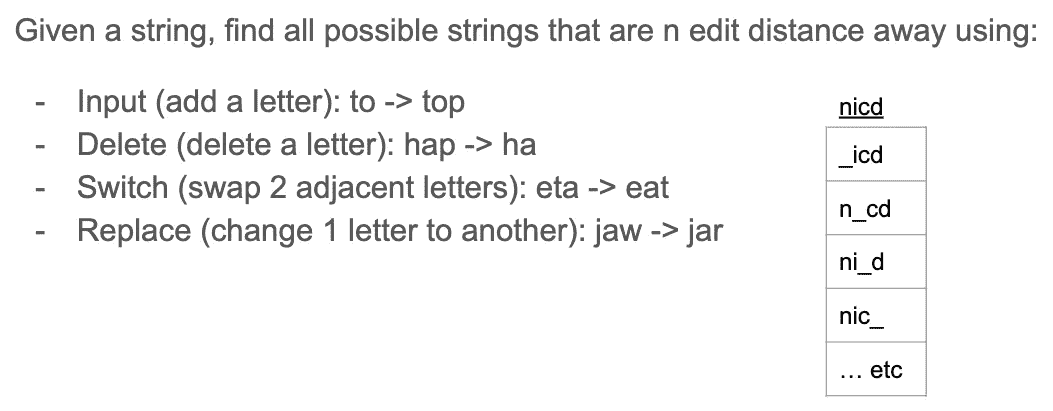 Given a string, find all possible strings that are n edit distance away using:
- Input (add a letter): to -> top
- Delete (delete a letter): hap -> ha
- Switch (swap 2 adjacent letters): eta -> eat
- Replace (change 1 letter to another): jaw -> jar
nicd
_icd
n_cd
ni_d
nic_
... etc